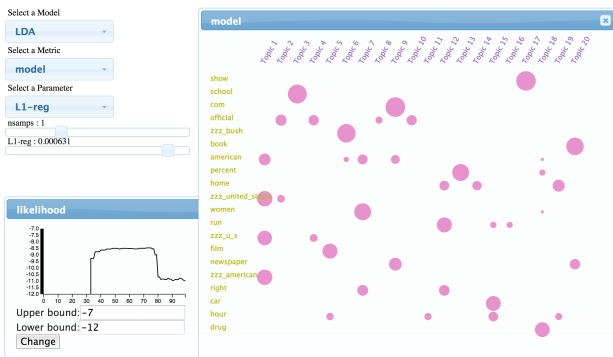 Select a Model
LDA
Select a Metric
model
Select a Parameter
L1-reg
nsamps : 1
L1-reg : 0.000631
likelihood
-7.0
-7.5
-8.0
-8.5
-9.0
-9.5
-10.0
-10.5
-11.0
-11.5
-12.0
0 10 20 30 40 50 60 70 80 90
Upper bound: -7
Lower bound: -12
Change
model
Topic 1 Topic 2 Topic 3 Topic 4 Topic 5 Topic 6 Topic 7 Topic 8 Topic 9 Topic 10 Topic 11 Topic 12 Topic 13 Topic 14 Topic 15 Topic 16 Topic 17 Topic 18 Topic 19 Topic 20
show
school
com
official
zzz_bush
book
american
percent
home
zzz_united_states
women
run
zzz_u_s
film
newspaper
zzz_american
right
car
hour
drug